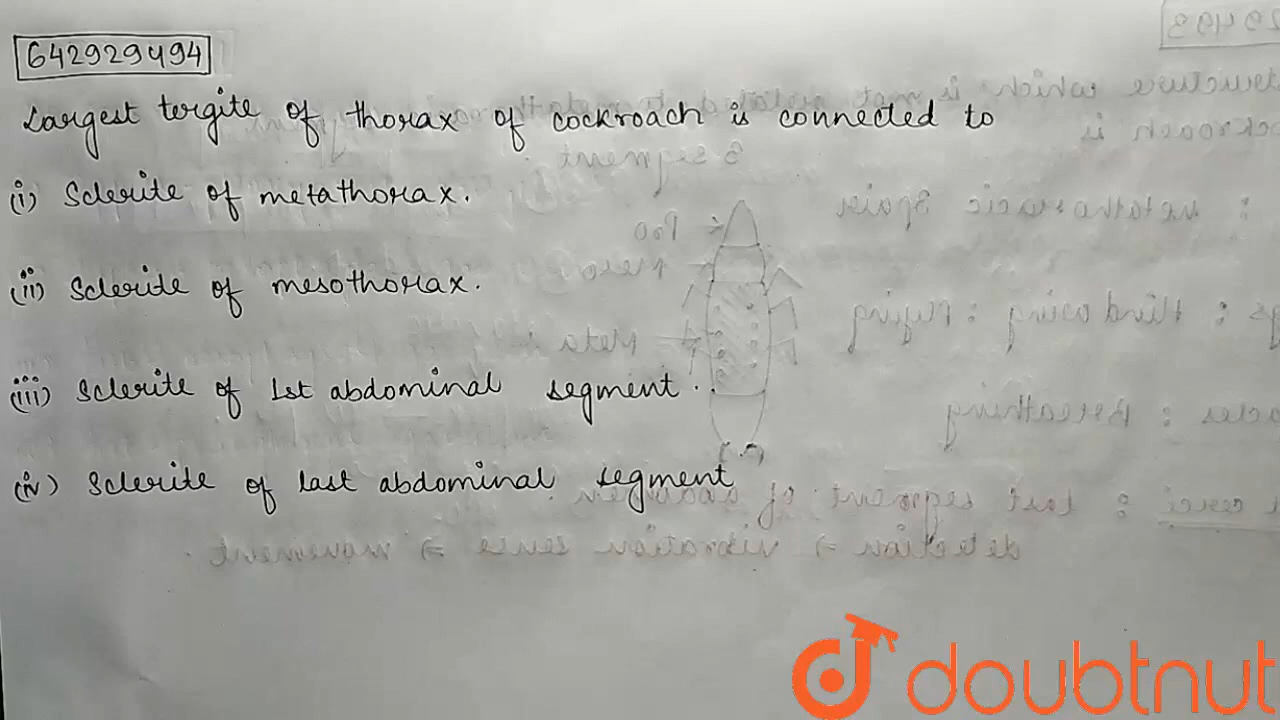 642929494
Largest tergite of thorax of cockroach is connected to
(i) Sclerite of metathorax.
(ii) Sclerite of mesothorax.
(iii) Sclerite of 1st abdominal segment.
(iv) Sclerite of last abdominal segment
doubtnut